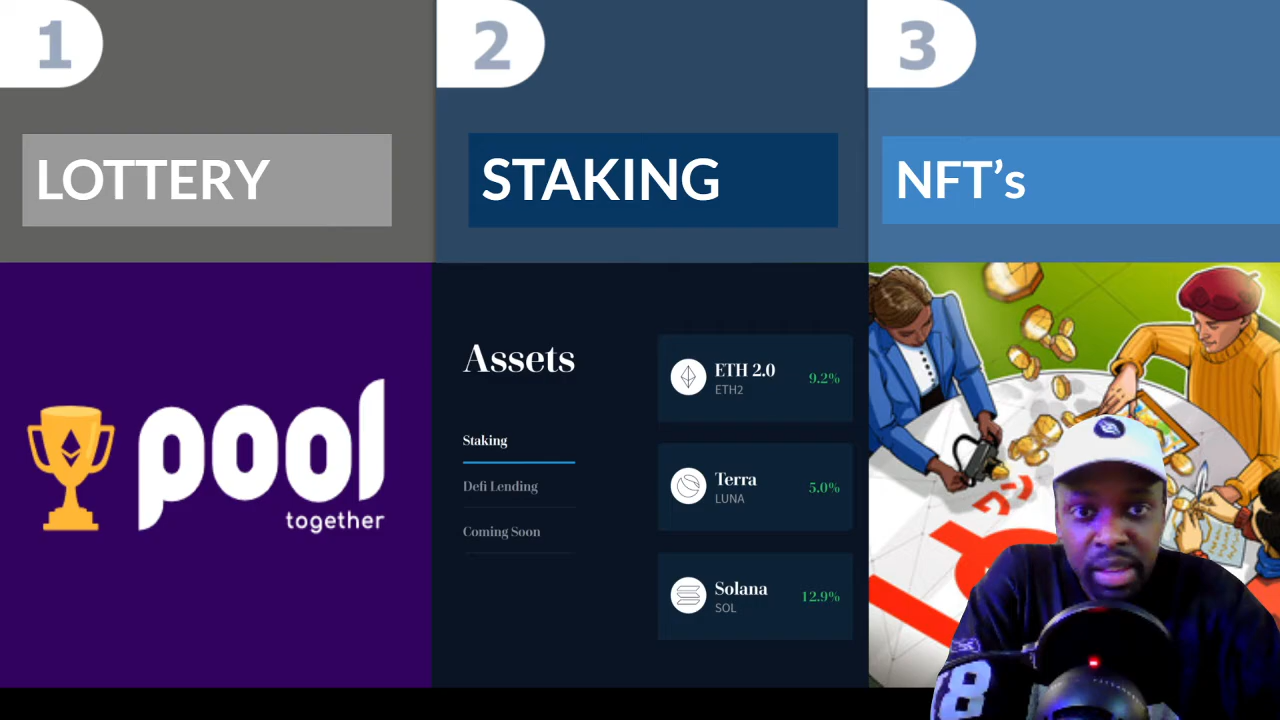 1
LOTTERY
pool
together
2
STAKING
Assets
Staking
Defi Lending
Coming Soon
ETH 2.0
ETH2
9.2%
Terra
LUNA
5.0%
Solana
SOL
12.9%
3
NFT’s
8